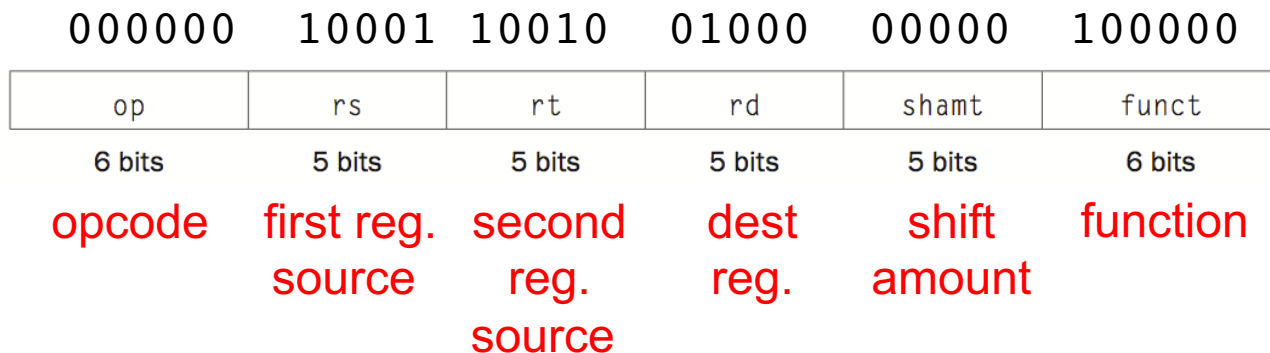 000000 10001 10010 01000 00000 100000
op rs rt rd shamt funct
6 bits 5 bits 5 bits 5 bits 5 bits 6 bits
opcode first reg. second dest shift function
source reg. reg. amount
source